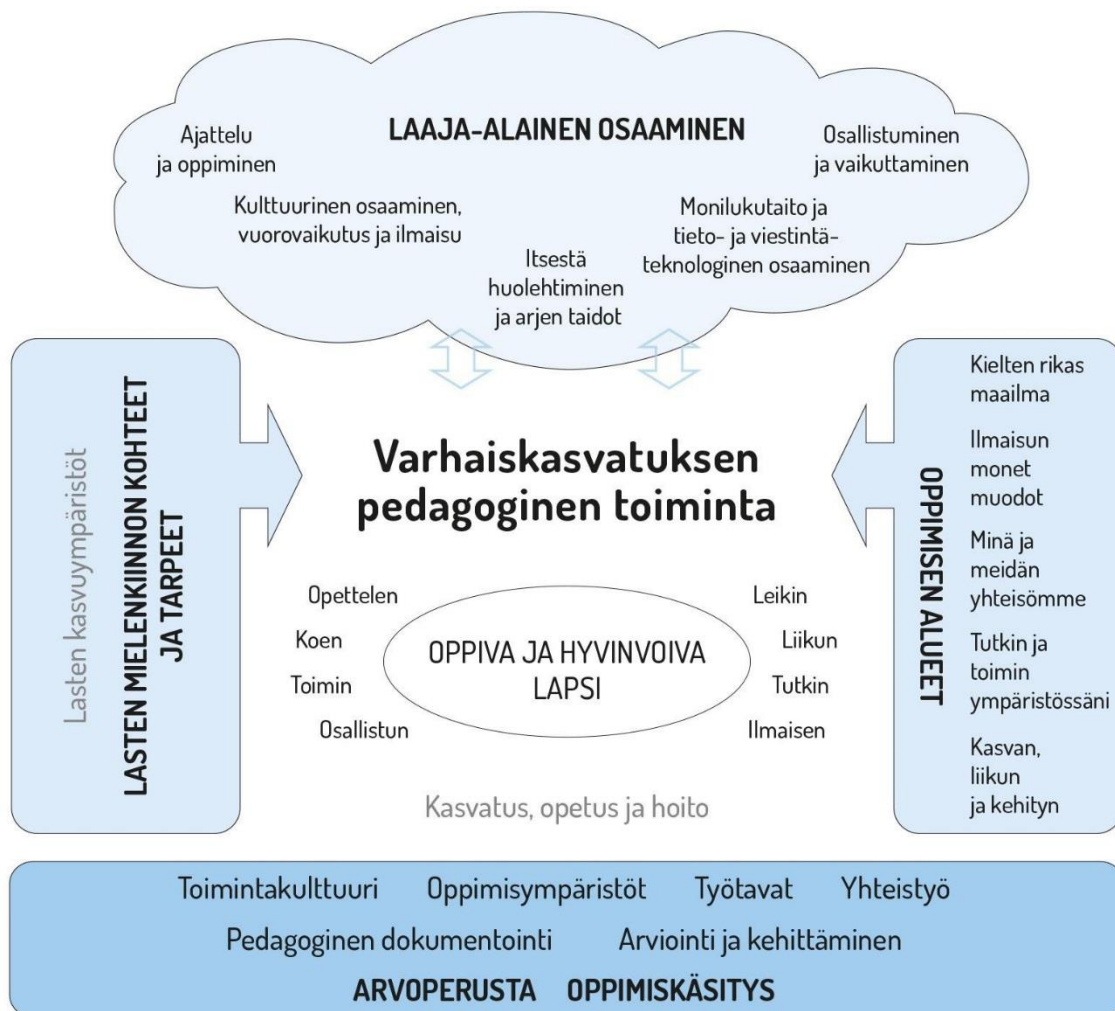 LAAJA-ALAINEN OSAAMINEN
Ajattelu
ja oppiminen
Kulttuurinen osaaminen,
vuorovaikutus ja ilmaisu
Itsestä
huolehtiminen
ja arjen taidot
Monilukutaito ja
tieto- ja viestintä-
teknologinen osaaminen
Osallistuminen
ja vaikuttaminen
Lasten kasvuympäristöt
LASTEN MIELENKIINNON KOHTEET
JA TARPEET
Varhaiskasvatuksen
pedagoginen toiminta
Opettelen
Koen
Toimin
Osallistun
OPPIVA JA HYVINVOIVA
LAPSI
Leikin
Liikun
Tutkin
Ilmaisen
Kasvatus, opetus ja hoito
OPPIMISEN ALUEET
Kielten rikas
maailma
Ilmaisun
monet
muodot
Minä ja
meidän
yhteisömme
Tutkin ja
toimin
ympäristössäni
Kasvan,
liikun
ja kehityn
Toimintakulttuuri Oppimisympäristöt Työtavat Yhteistyö
Pedagoginen dokumentointi Arviointi ja kehittäminen
ARVOPERUSTA OPPIMISKÄSITYS